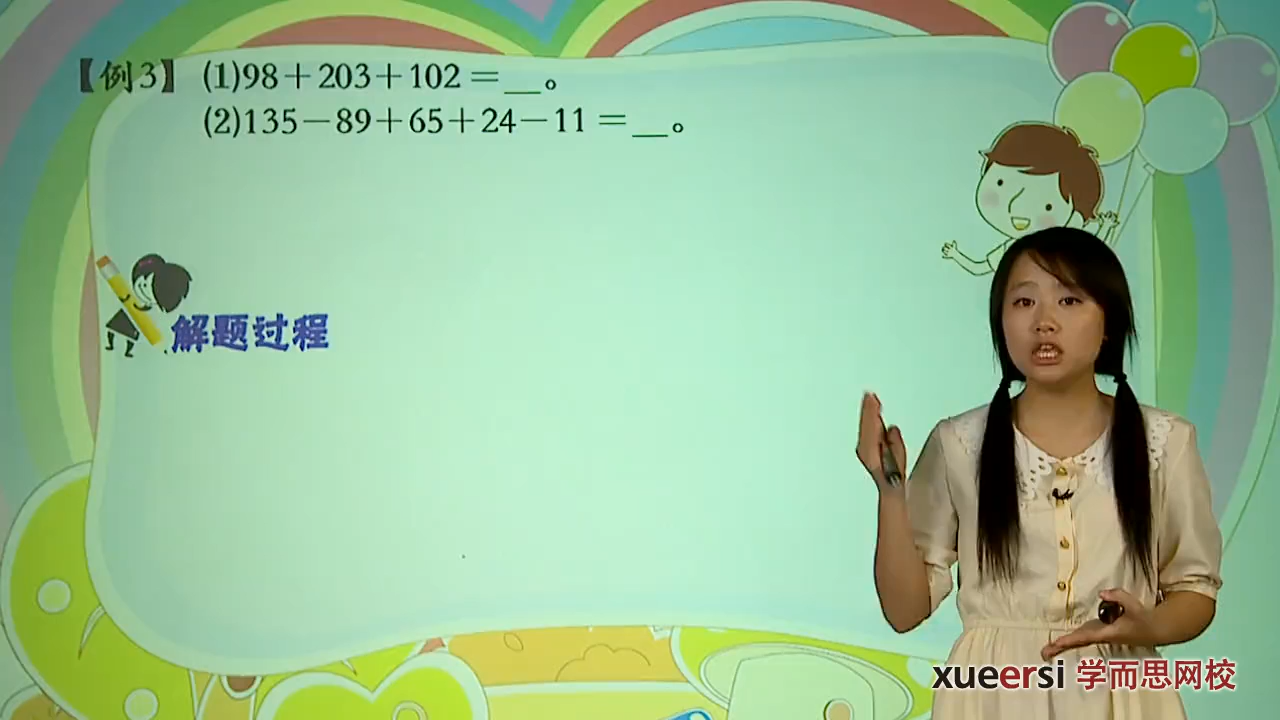 【例3】 (1)98+203+102=__。
(2)135-89+65+24-11=__。
解题过程
xueersi 学而思网校